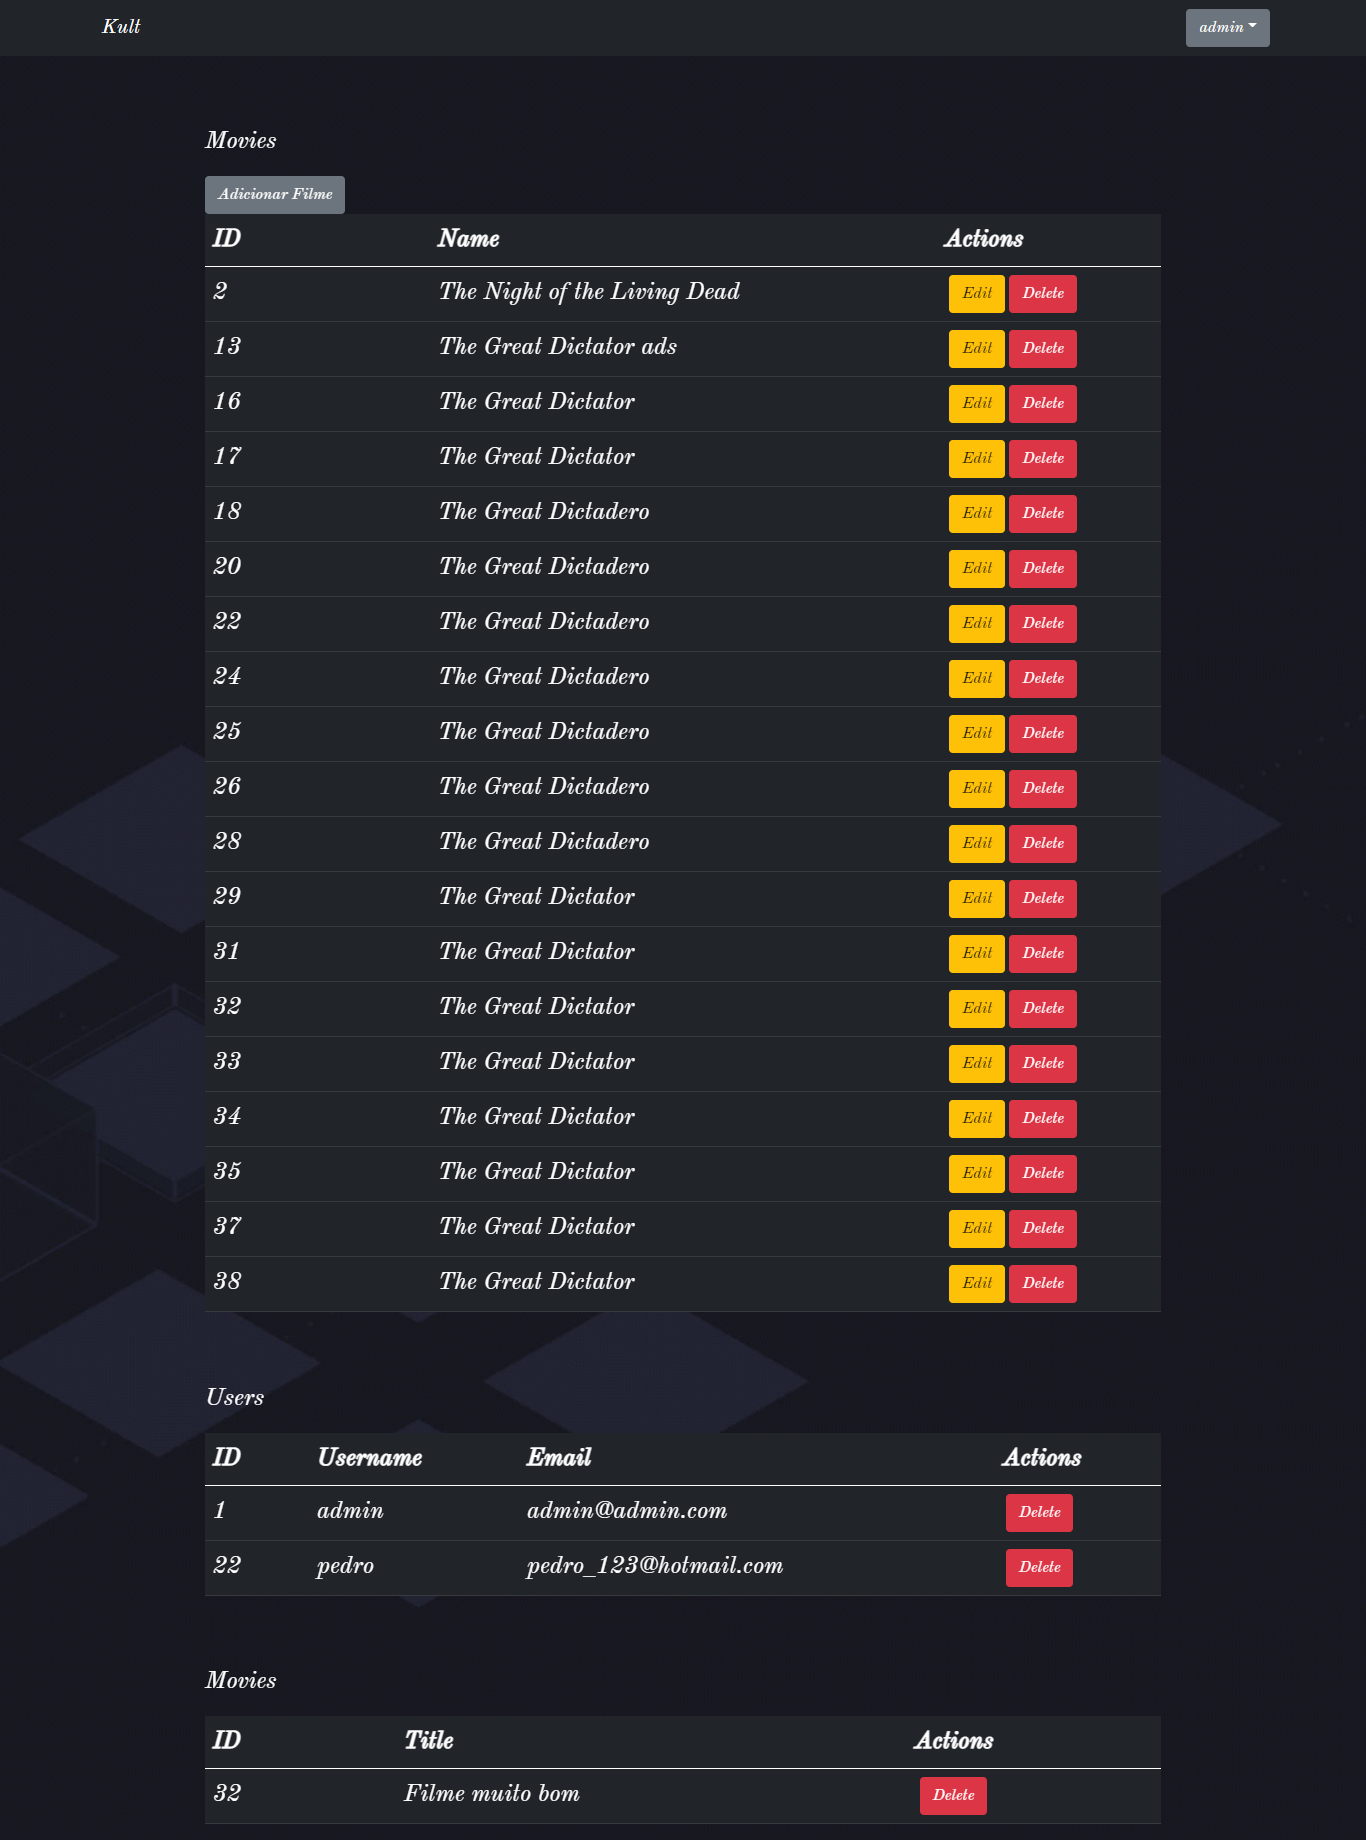 Kult admin
Movies
Adicionar Filme
ID Name Actions
2 The Night of the Living Dead Edit Delete
13 The Great Dictator ads Edit Delete
16 The Great Dictator Edit Delete
17 The Great Dictator Edit Delete
18 The Great Dictadero Edit Delete
20 The Great Dictadero Edit Delete
22 The Great Dictadero Edit Delete
24 The Great Dictadero Edit Delete
25 The Great Dictadero Edit Delete
26 The Great Dictadero Edit Delete
28 The Great Dictadero Edit Delete
29 The Great Dictator Edit Delete
31 The Great Dictator Edit Delete
32 The Great Dictator Edit Delete
33 The Great Dictator Edit Delete
34 The Great Dictator Edit Delete
35 The Great Dictator Edit Delete
37 The Great Dictator Edit Delete
38 The Great Dictator Edit Delete
Users
ID Username Email Actions
1 admin admin@admin.com Delete
22 pedro pedro_123@hotmail.com Delete
Movies
ID Title Actions
32 Filme muito bom Delete